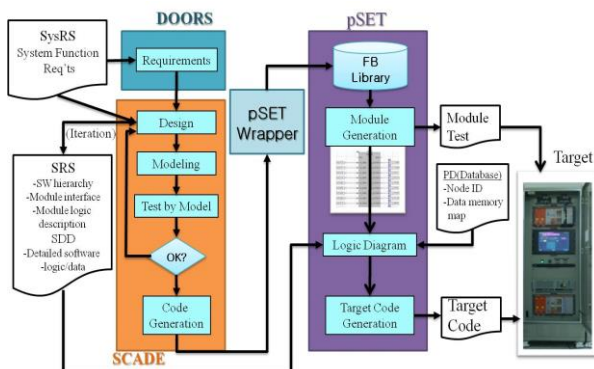 DOORS
pSET
SysRS
System Function
Req'ts
Requirements
FB
Library
(Iteration)
Design
pSET
Wrapper
Module
Generation
Module
Test
Target
SRS
-SW hierarchy
-Module interface
-Module logic
description
SDD
-Detailed software
-logic/data
Modeling
Test by Model
PD(Database)
-Node ID
-Data memory
map
OK?
Logic Diagram
Code
Generation
Target Code
Generation
Target
Code
SCADE